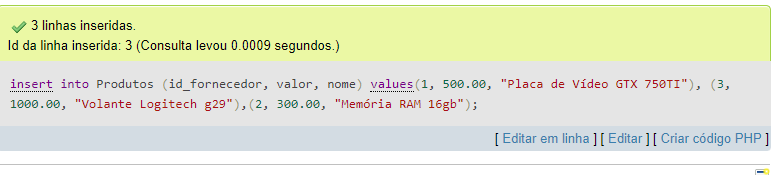 3 linhas inseridas.
Id da linha inserida: 3 (Consulta levou 0.0009 segundos.)
insert into Produtos (id_fornecedor, valor, nome) values(1, 500.00, "Placa de Vídeo GTX 750TI"), (3,
1000.00, "Volante Logitech g29"),(2, 300.00, "Memória RAM 16gb");
[ Editar em linha ] [ Editar ] [ Criar código PHP ]